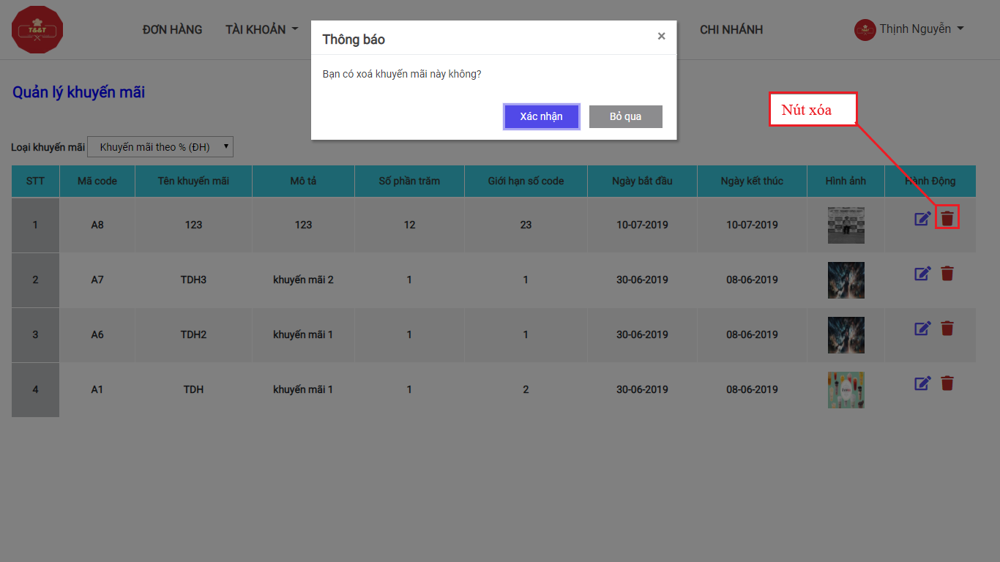 T&&T
ĐƠN HÀNG
TÀI KHOẢN
CHI NHÁNH
Thịnh Nguyễn
Thông báo
×
Bạn có xoá khuyến mãi này không?
Xác nhận
Bỏ qua
Quản lý khuyến mãi
Nút xóa
Loại khuyến mãi Khuyến mãi theo % (ĐH)
STT Mã code Tên khuyến mãi Mô tả Số phần trăm Giới hạn số code Ngày bắt đầu Ngày kết thúc Hình ảnh Hành Động
1 A8 123 123 12 23 10-07-2019 10-07-2019
2 A7 TDH3 khuyến mãi 2 1 1 30-06-2019 08-06-2019
3 A6 TDH2 khuyến mãi 1 1 1 30-06-2019 08-06-2019
4 A1 TDH khuyến mãi 1 1 2 30-06-2019 08-06-2019